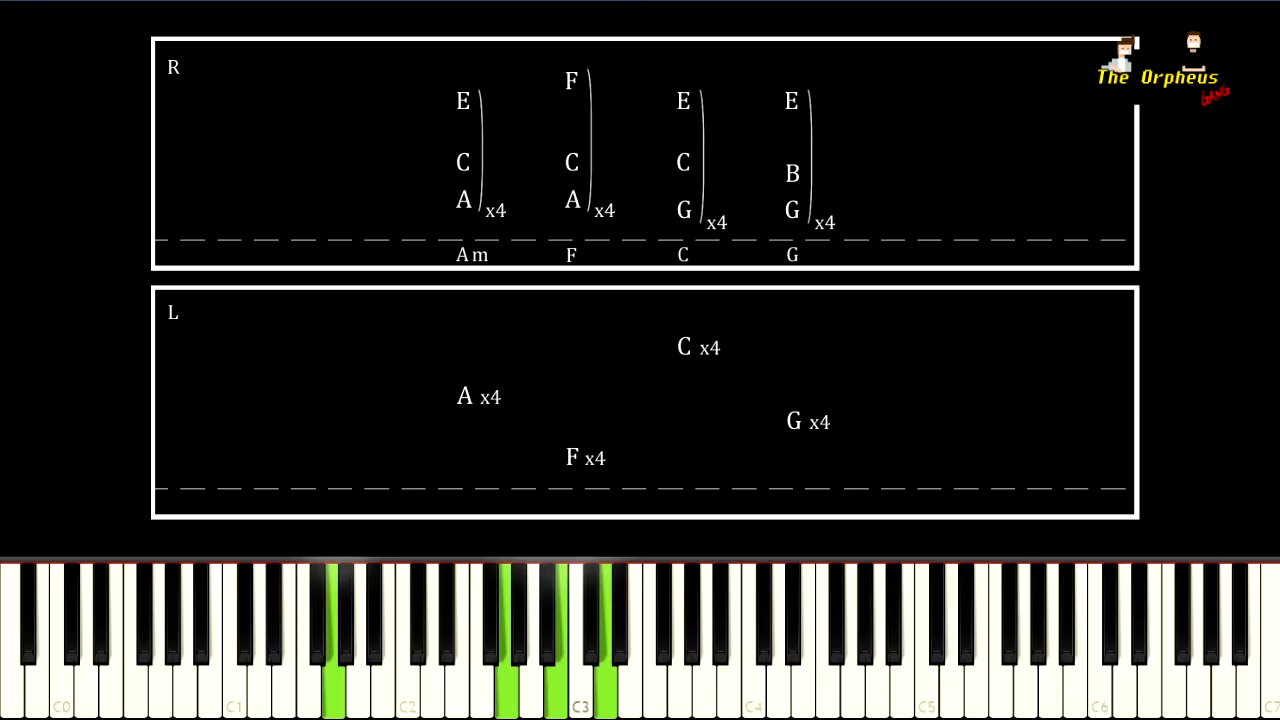 R
The Orpheus
GANG
F
E E E
C C C
B
A A G G
x4 x4 x4 x4
Am F C G
L
C x4
A x4
G x4
F x4
C0 C1 C2 C3 C4 C5 C6 C7